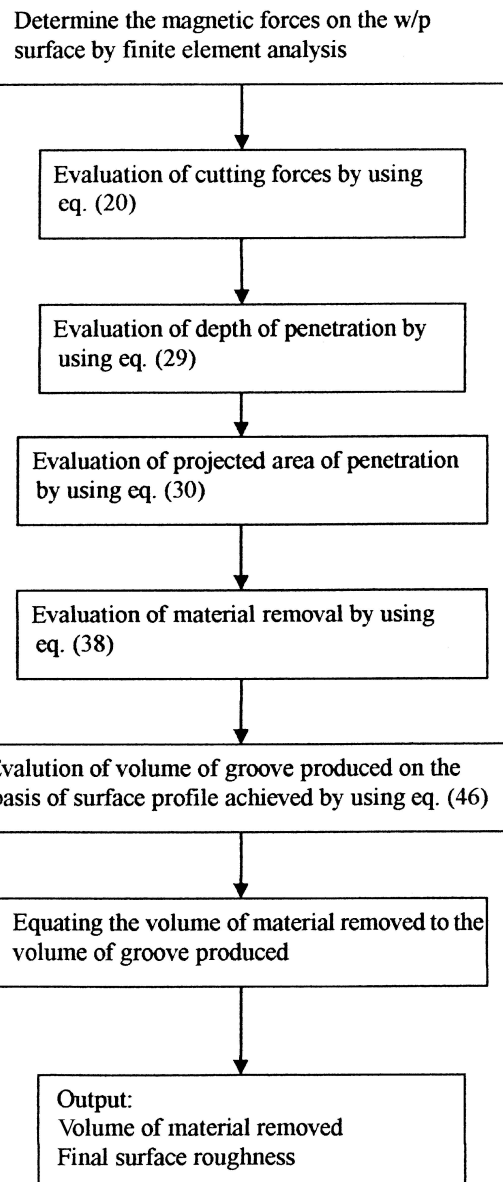 Determine the magnetic forces on the w/p
surface by finite element analysis
Evaluation of cutting forces by using
eq. (20)
Evaluation of depth of penetration by
using eq. (29)
Evaluation of projected area of penetration
by using eq. (30)
Evaluation of material removal by using
eq. (38)
Evalution of volume of groove produced on the
basis of surface profile achieved by using eq. (46)
Equating the volume of material removed to the
volume of groove produced
Output:
Volume of material removed
Final surface roughness